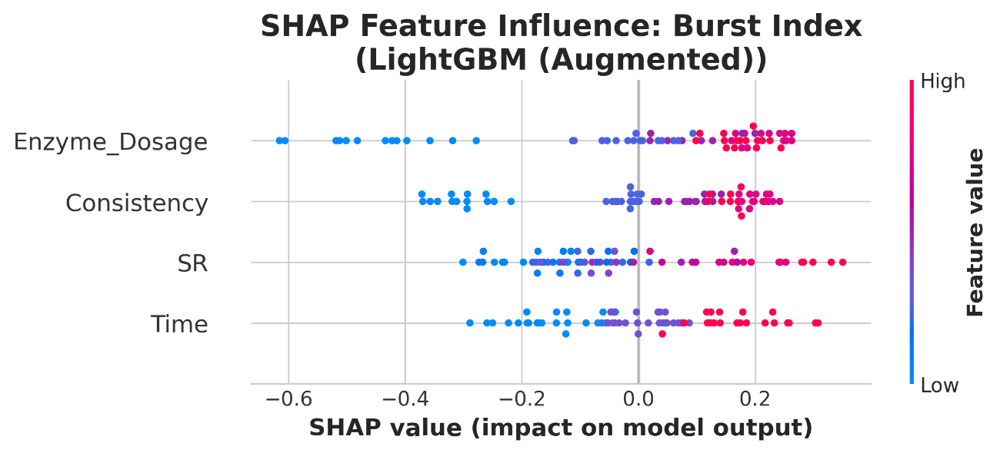 SHAP Feature Influence: Burst Index
(LightGBM (Augmented))
High
Enzyme_Dosage
Consistency
SR
Time
Feature value
Low
−0.6
−0.4
−0.2
0.0
0.2
SHAP value (impact on model output)